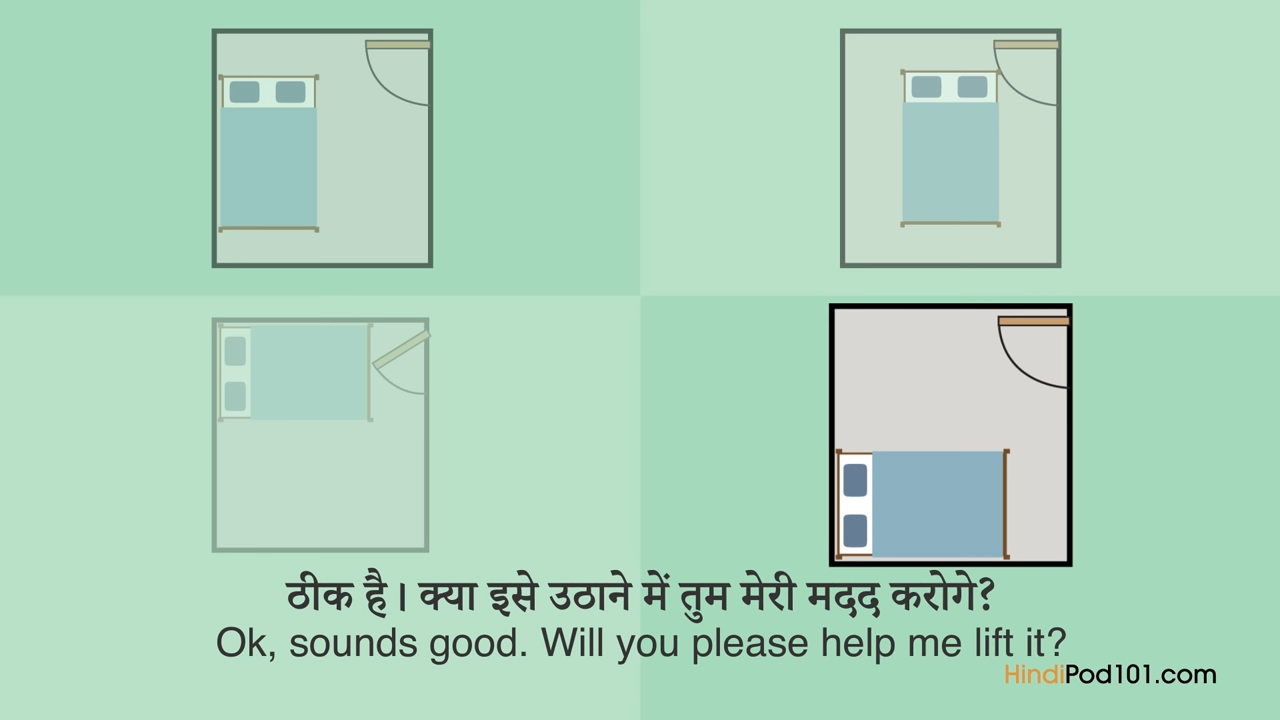 ठीक है। क्या इसे उठाने में तुम मेरी मदद करोगे?
Ok, sounds good. Will you please help me lift it?
HindiPod101.com